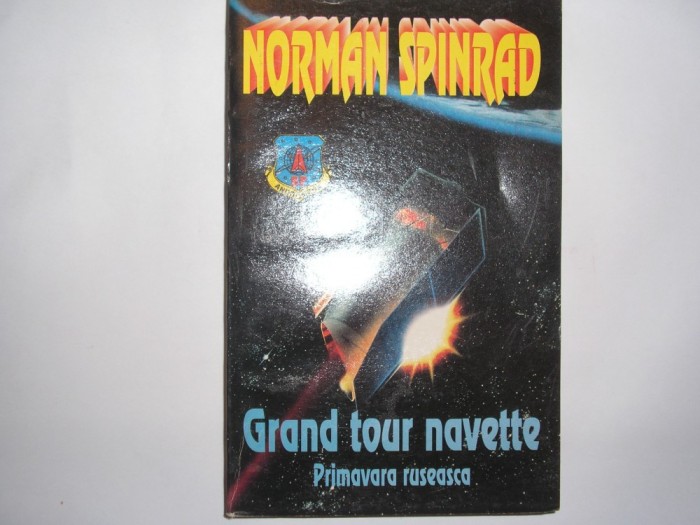 NORMAN SPINRAD
Grand tour navette
Primavara ruseasca